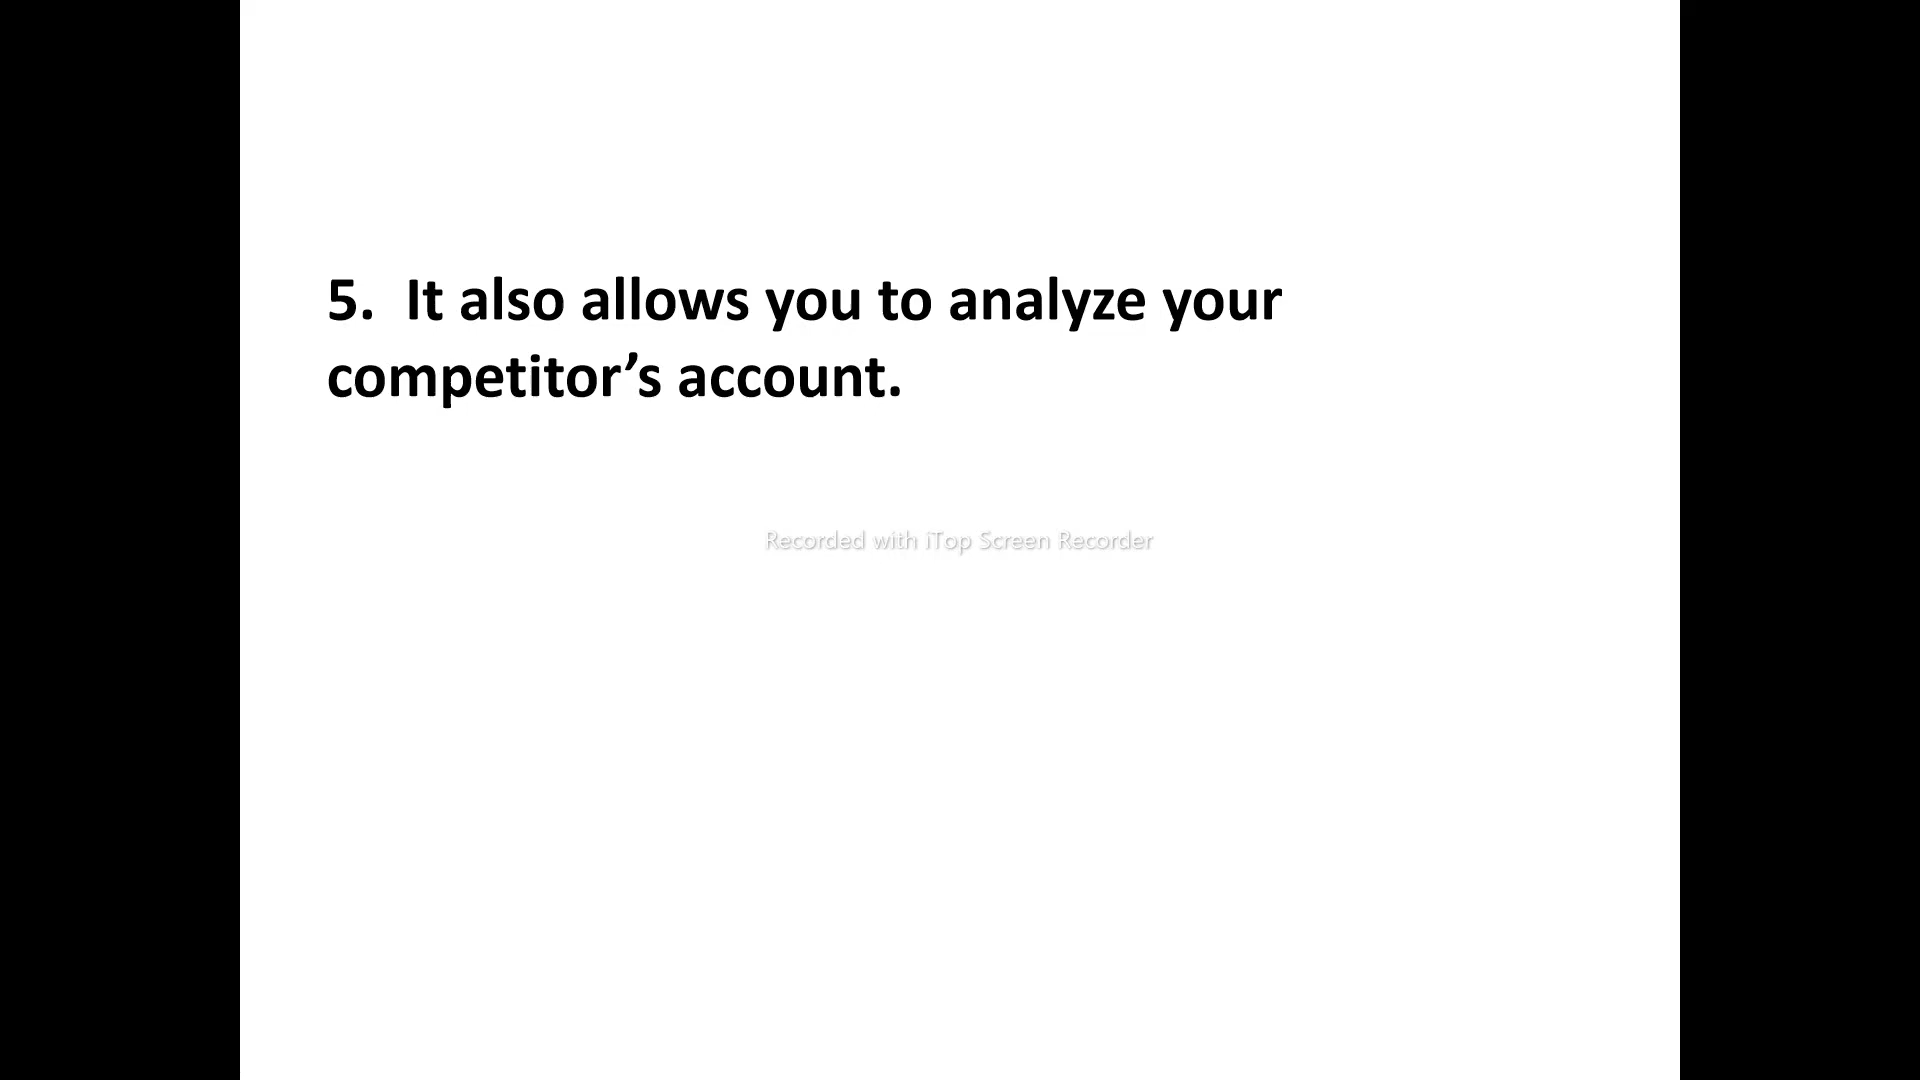 5.  It also allows you to analyze your
competitor’s account.
Recorded with iTop Screen Recorder